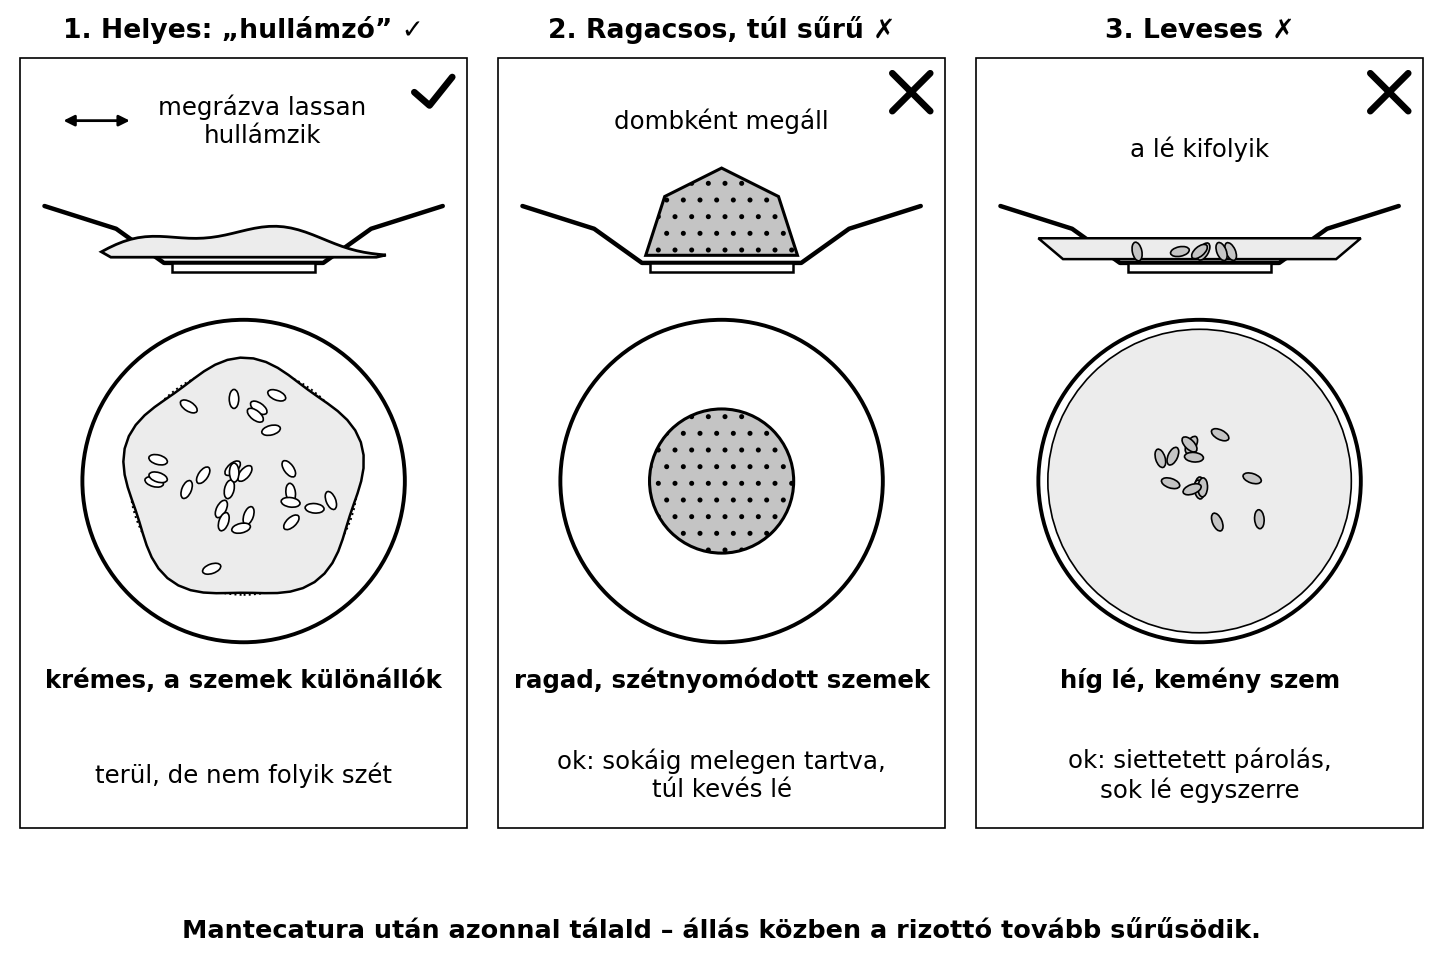 1. Helyes: „hullámzó” ✓
megrázva lassan
hullámzik
krémes, a szemek különállók
terül, de nem folyik szét
2. Ragacsos, túl sűrű ✗
dombként megáll
ragad, szétnyomódott szemek
ok: sokáig melegen tartva,
túl kevés lé
3. Leveses ✗
a lé kifolyik
híg lé, kemény szem
ok: siettetett párolás,
sok lé egyszerre
Mantecatura után azonnal tálald – állás közben a rizottó tovább sűrűsödik.